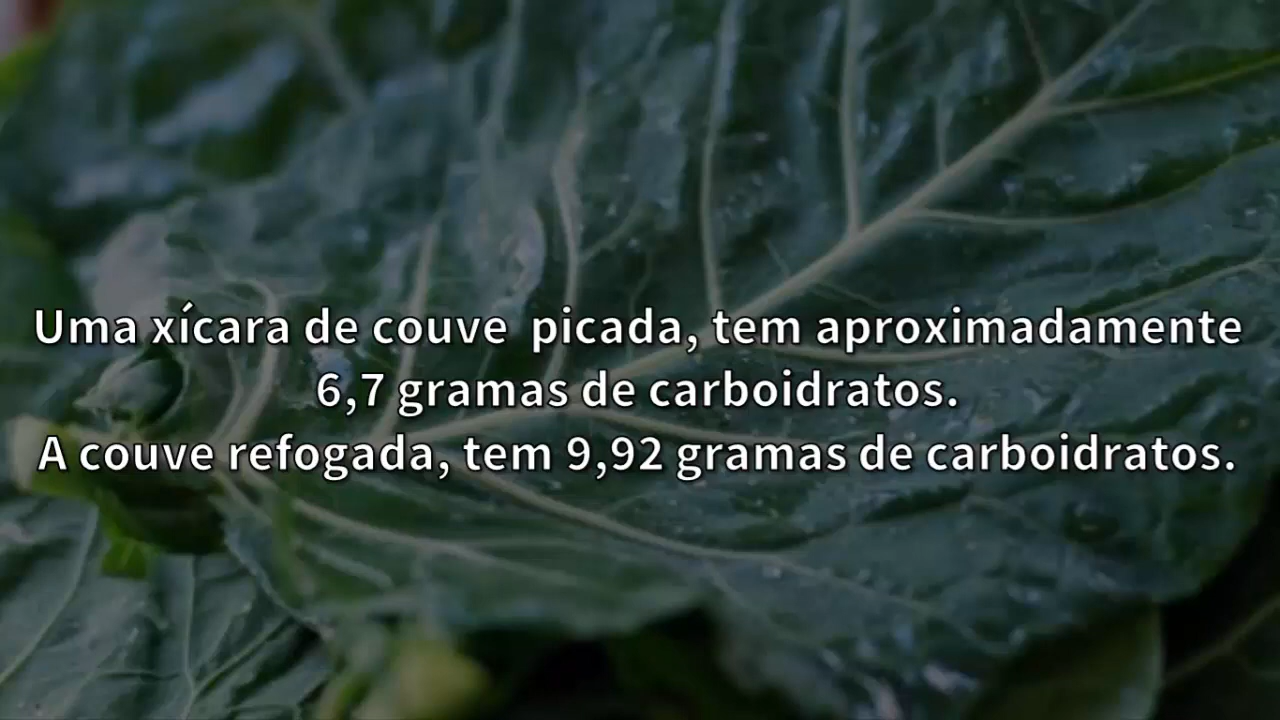 Uma xícara de couve  picada, tem aproximadamente
6,7 gramas de carboidratos.
A couve refogada, tem 9,92 gramas de carboidratos.